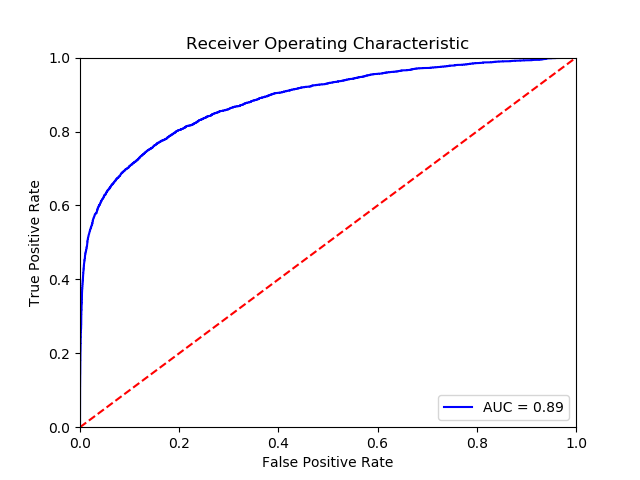 Receiver Operating Characteristic
1.0
0.8
0.6
0.4
0.2
0.0
True Positive Rate
AUC = 0.89
0.0 0.2 0.4 0.6 0.8 1.0
False Positive Rate